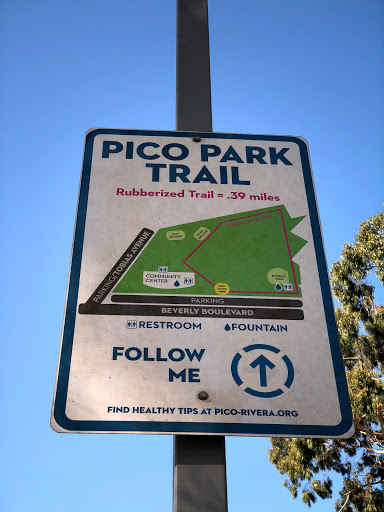 PICO PARK
TRAIL
Rubberized Trail = .39 miles
PARKING/TOBIAS AVENUE
COMMUNITY
CENTER
PARKING
BEVERLY BOULEVARD
RESTROOM FOUNTAIN
FOLLOW
ME
FIND HEALTHY TIPS AT PICO-RIVERA.ORG